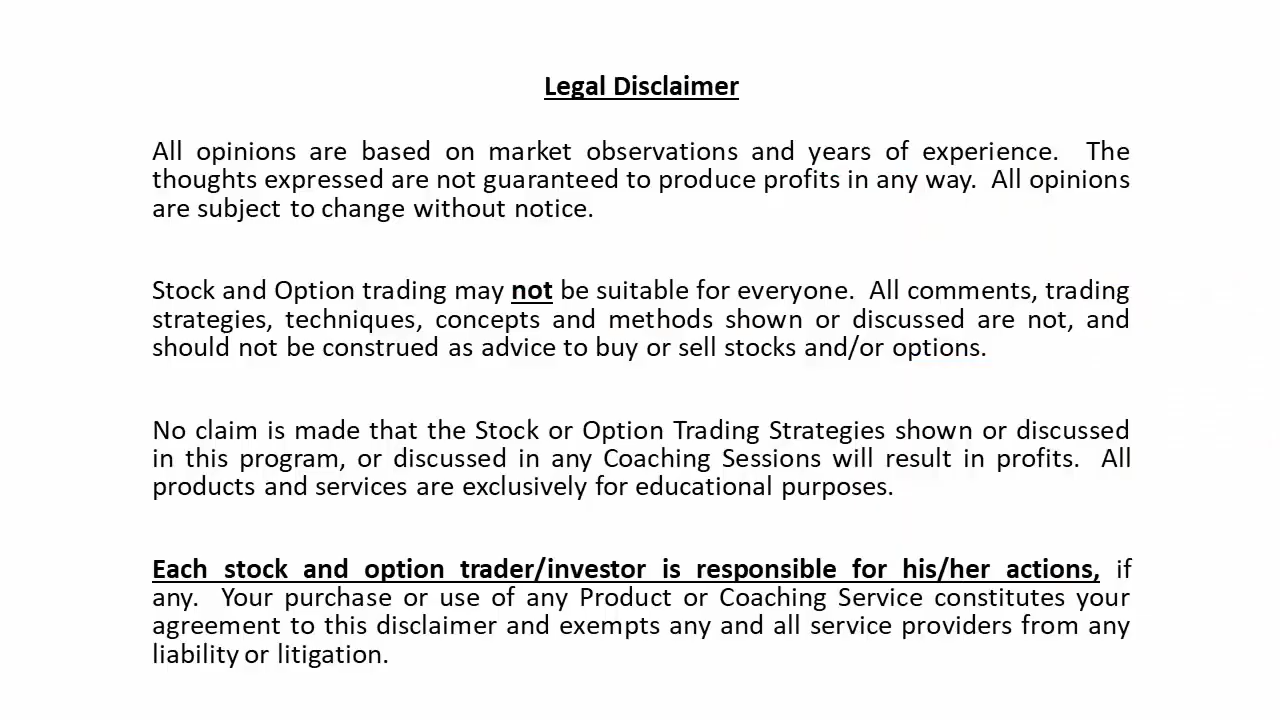 Legal Disclaimer
All opinions are based on market observations and years of experience.  The
thoughts expressed are not guaranteed to produce profits in any way.  All opinions
are subject to change without notice.
Stock and Option trading may not be suitable for everyone.  All comments, trading
strategies, techniques, concepts and methods shown or discussed are not, and
should not be construed as advice to buy or sell stocks and/or options.
No claim is made that the Stock or Option Trading Strategies shown or discussed
in this program, or discussed in any Coaching Sessions will result in profits.  All
products and services are exclusively for educational purposes.
Each stock and option trader/investor is responsible for his/her actions, if
any.  Your purchase or use of any Product or Coaching Service constitutes your
agreement to this disclaimer and exempts any and all service providers from any
liability or litigation.